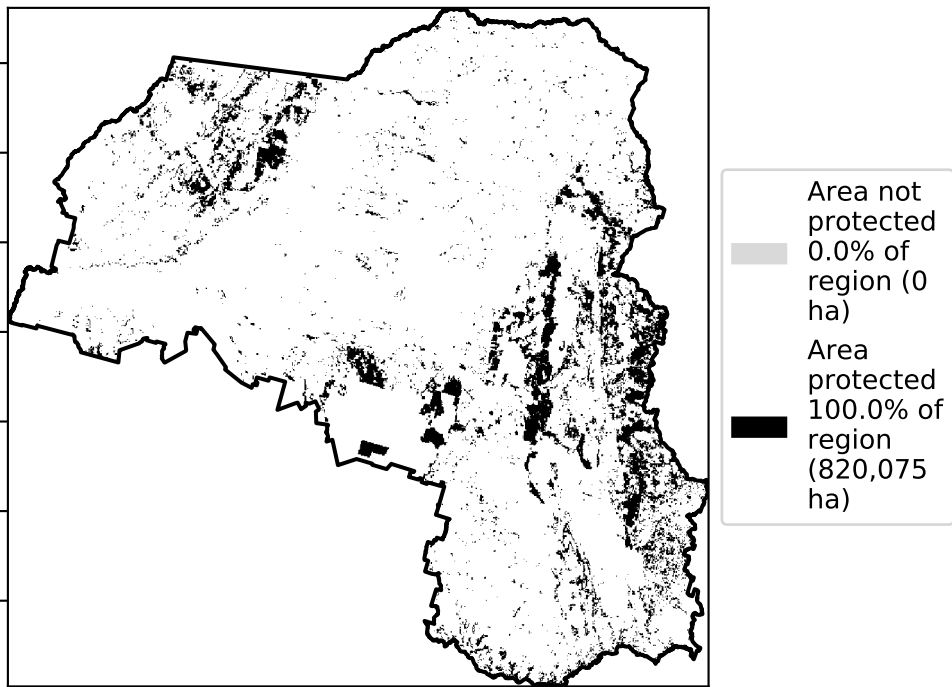 Area not
protected
0.0% of
region (0
ha)
Area
protected
100.0% of
region
(820,075
ha)